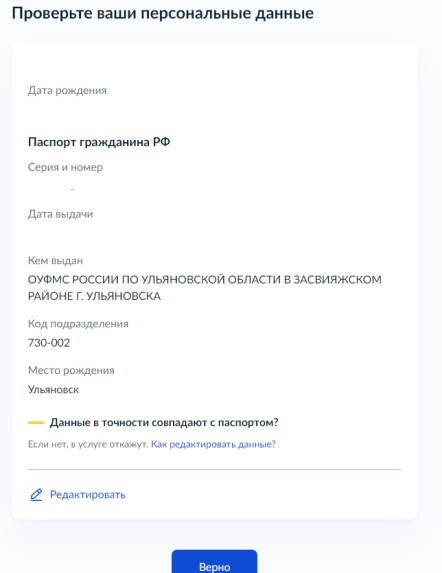 Проверьте ваши персональные данные
Дата рождения
Паспорт гражданина РФ
Серия и номер
-
Дата выдачи
Кем выдан
ОУФМС РОССИИ ПО УЛЬЯНОВСКОЙ ОБЛАСТИ В ЗАСВИЯЖСКОМ
РАЙОНЕ Г. УЛЬЯНОВСКА
Код подразделения
730-002
Место рождения
Ульяновск
Данные в точности совпадают с паспортом?
Если нет, в услуге откажут. Как редактировать данные?
Редактировать
Верно